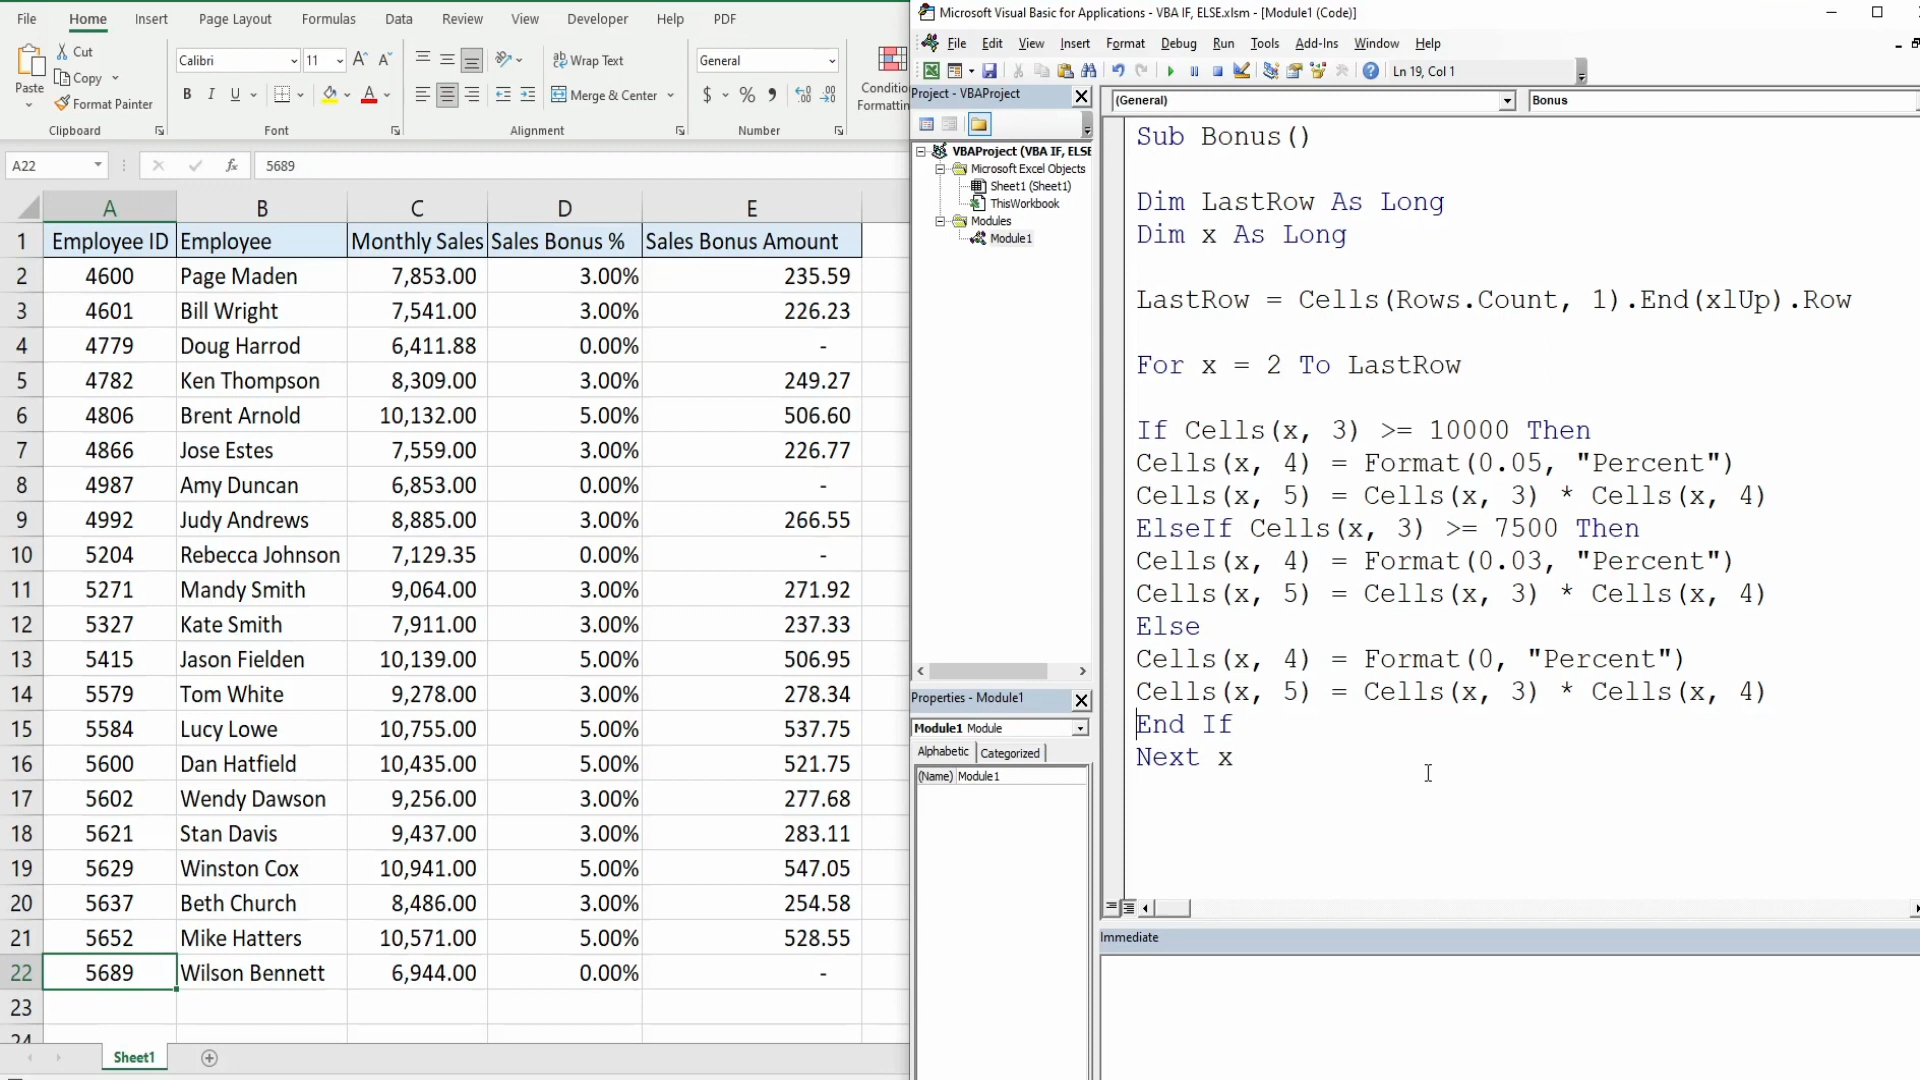 File Home Insert Page Layout Formulas Data Review View Developer Help PDF
Paste
Cut
Copy
Format Painter
Calibri 11
B I U
Wrap Text
Merge & Center
General
$ %
Conditi
Formatting
Clipboard Font Alignment Number
A22 fx 5689
A B C D E
1 Employee ID Employee Monthly Sales Sales Bonus % Sales Bonus Amount
2 4600 Page Maden 7,853.00 3.00% 235.59
3 4601 Bill Wright 7,541.00 3.00% 226.23
4 4779 Doug Harrod 6,411.88 0.00% -
5 4782 Ken Thompson 8,309.00 3.00% 249.27
6 4806 Brent Arnold 10,132.00 5.00% 506.60
7 4866 Jose Estes 7,559.00 3.00% 226.77
8 4987 Amy Duncan 6,853.00 0.00% -
9 4992 Judy Andrews 8,885.00 3.00% 266.55
10 5204 Rebecca Johnson 7,129.35 0.00% -
11 5271 Mandy Smith 9,064.00 3.00% 271.92
12 5327 Kate Smith 7,911.00 3.00% 237.33
13 5415 Jason Fielden 10,139.00 5.00% 506.95
14 5579 Tom White 9,278.00 3.00% 278.34
15 5584 Lucy Lowe 10,755.00 5.00% 537.75
16 5600 Dan Hatfield 10,435.00 5.00% 521.75
17 5602 Wendy Dawson 9,256.00 3.00% 277.68
18 5621 Stan Davis 9,437.00 3.00% 283.11
19 5629 Winston Cox 10,941.00 5.00% 547.05
20 5637 Beth Church 8,486.00 3.00% 254.58
21 5652 Mike Hatters 10,571.00 5.00% 528.55
22 5689 Wilson Bennett 6,944.00 0.00% -
23
24
Sheet1
Microsoft Visual Basic for Applications - VBA IF, ELSE.xlsm - [Module1 (Code)]
File Edit View Insert Format Debug Run Tools Add-Ins Window Help
Ln 19, Col 1
Project - VBAProject
VBAProject (VBA IF, ELSE
Microsoft Excel Objects
Sheet1 (Sheet1)
ThisWorkbook
Modules
Module1
Properties - Module1
Module1 Module
Alphabetic Categorized
(Name) Module1
(General) Bonus
Sub Bonus()
Dim LastRow As Long
Dim x As Long
LastRow = Cells(Rows.Count, 1).End(xlUp).Row
For x = 2 To LastRow
If Cells(x, 3) >= 10000 Then
Cells(x, 4) = Format(0.05, "Percent")
Cells(x, 5) = Cells(x, 3) * Cells(x, 4)
ElseIf Cells(x, 3) >= 7500 Then
Cells(x, 4) = Format(0.03, "Percent")
Cells(x, 5) = Cells(x, 3) * Cells(x, 4)
Else
Cells(x, 4) = Format(0, "Percent")
Cells(x, 5) = Cells(x, 3) * Cells(x, 4)
End If
Next x
Immediate